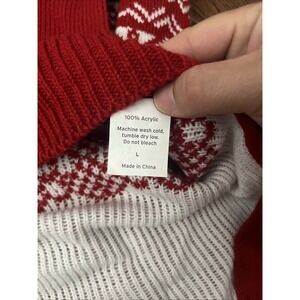 100% Acrylic
Machine wash cold,
tumble dry low.
Do not bleach
L
Made in China